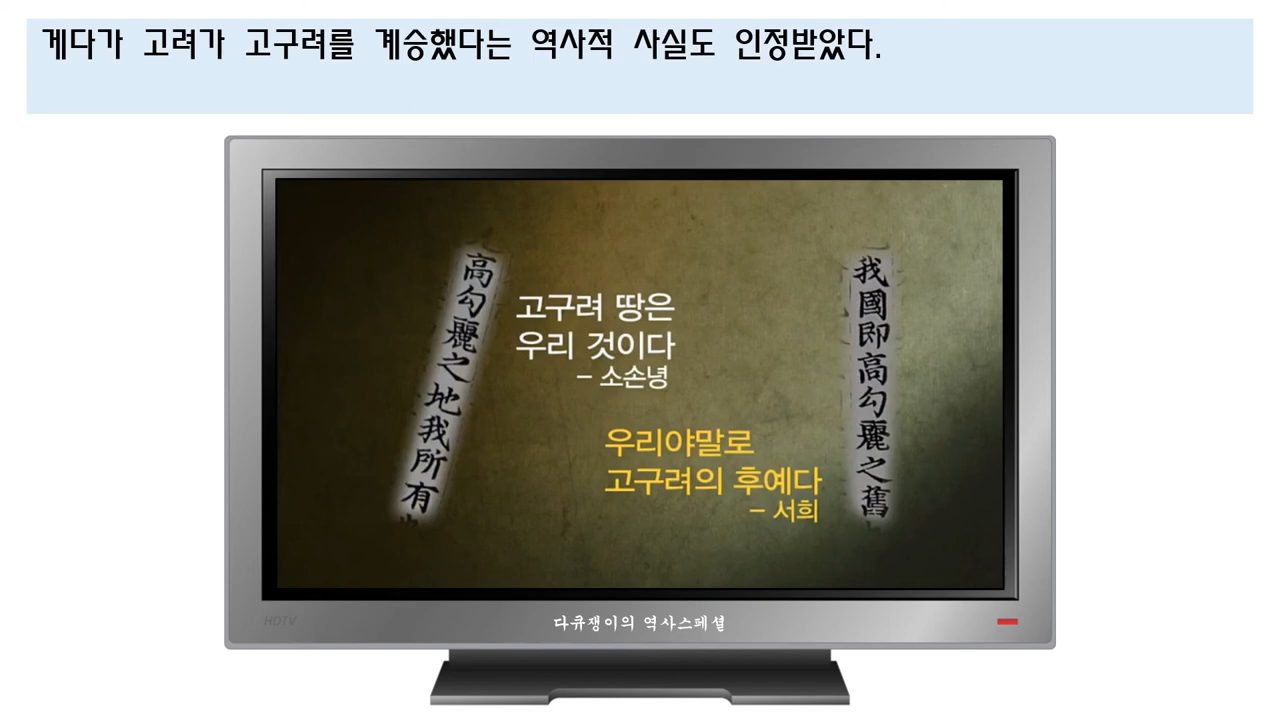 게다가 고려가 고구려를 계승했다는 역사적 사실도 인정받았다.
高勾麗之地我所有
고구려 땅은
우리 것이다
- 소손녕
우리야말로
고구려의 후예다
- 서희
我國即高勾麗之舊
HDTV
다큐쟁이의 역사스페셜